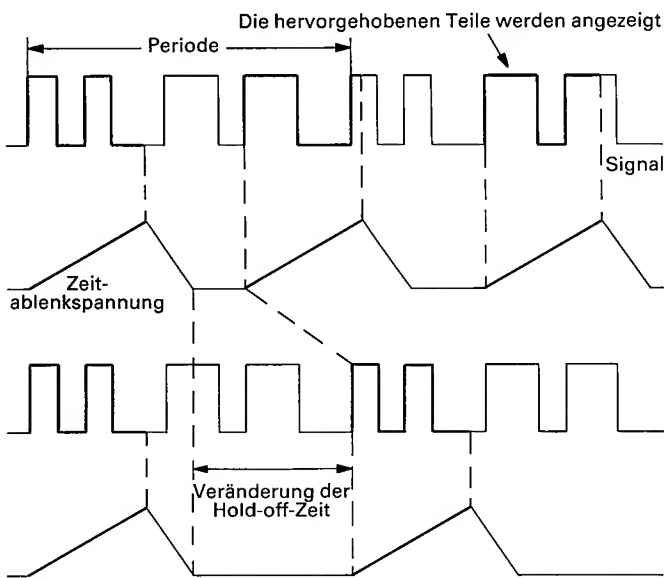 Die hervorgehobenen Teile werden angezeigt
Periode
Signal
Zeit-
ablenkspannung
Veränderung der
Hold-off-Zeit